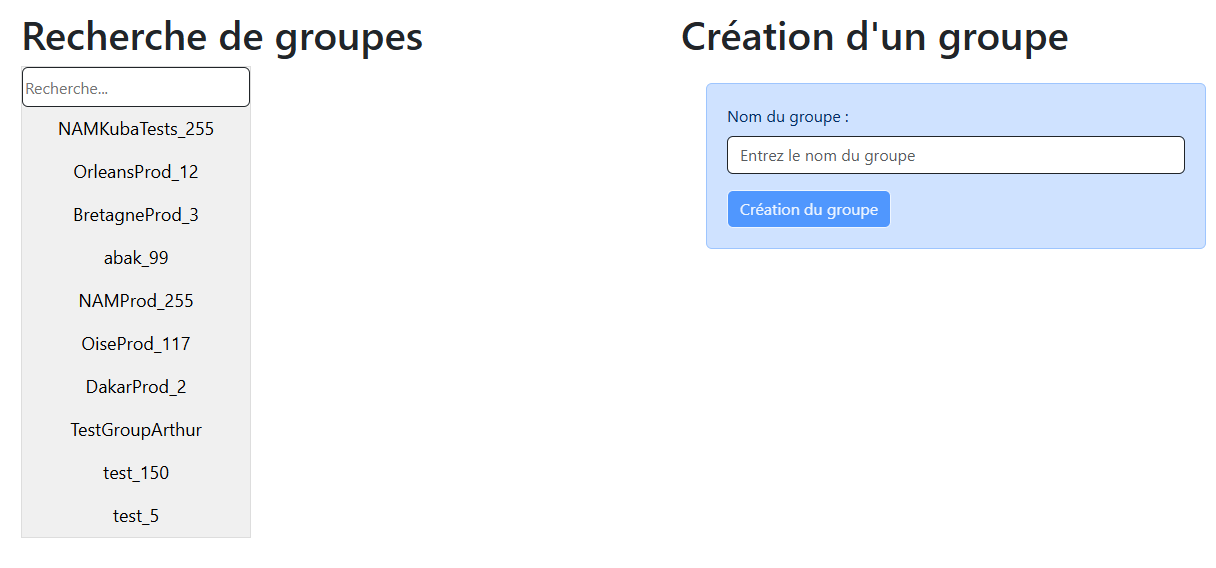 Recherche de groupes
Recherche...
NAMKubaTests_255
OrleansProd_12
BretagneProd_3
abak_99
NAMProd_255
OiseProd_117
DakarProd_2
TestGroupArthur
test_150
test_5
Création d'un groupe
Nom du groupe :
Entrez le nom du groupe
Création du groupe